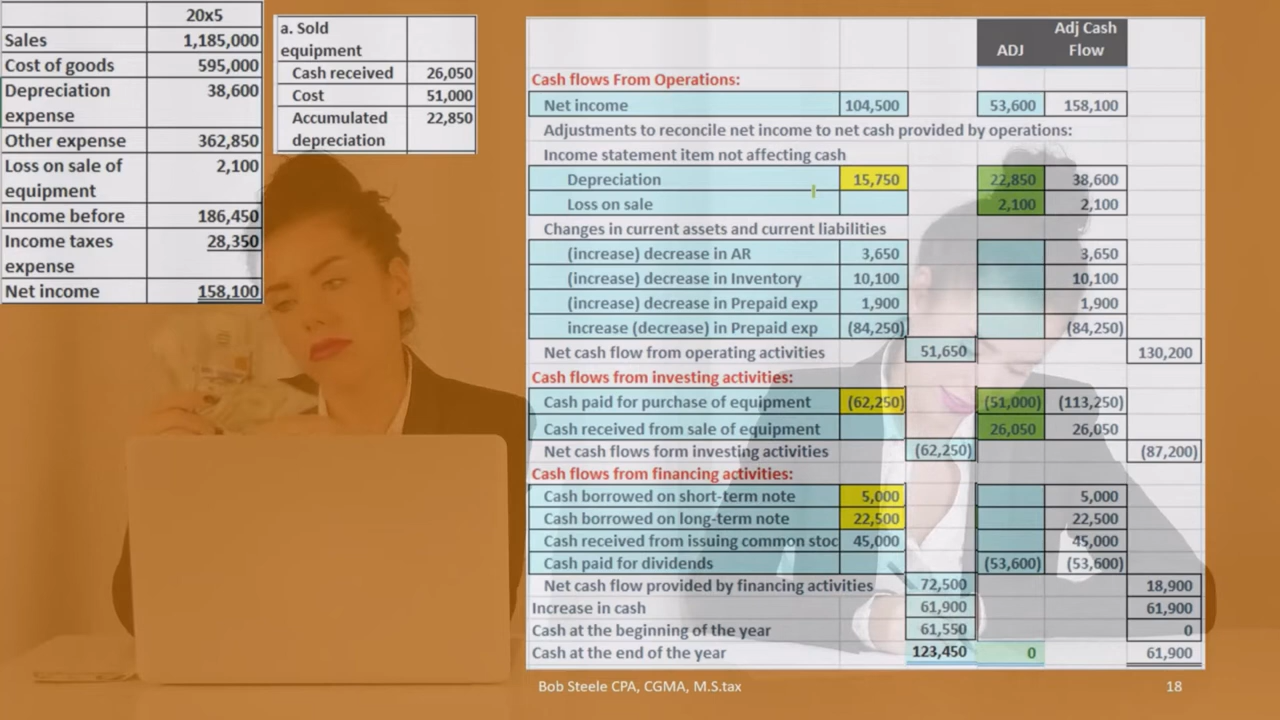 20x5
Sales 1,185,000
Cost of goods 595,000
Depreciation 38,600
expense
Other expense 362,850
Loss on sale of 2,100
equipment
Income before 186,450
Income taxes 28,350
expense
Net income 158,100
a. Sold
equipment
Cash received 26,050
Cost 51,000
Accumulated 22,850
depreciation
Adj Cash
ADJ Flow
Cash flows From Operations:
Net income 104,500 53,600 158,100
Adjustments to reconcile net income to net cash provided by operations:
Income statement item not affecting cash
Depreciation 15,750 22,850 38,600
Loss on sale 2,100 2,100
Changes in current assets and current liabilities
(increase) decrease in AR 3,650 3,650
(increase) decrease in Inventory 10,100 10,100
(increase) decrease in Prepaid exp 1,900 1,900
increase (decrease) in Prepaid exp (84,250) (84,250)
Net cash flow from operating activities 51,650 130,200
Cash flows from investing activities:
Cash paid for purchase of equipment (62,250) (51,000) (113,250)
Cash received from sale of equipment 26,050 26,050
Net cash flows form investing activities (62,250) (87,200)
Cash flows from financing activities:
Cash borrowed on short-term note 5,000 5,000
Cash borrowed on long-term note 22,500 22,500
Cash received from issuing common stoc 45,000 45,000
Cash paid for dividends (53,600) (53,600)
Net cash flow provided by financing activities 72,500 18,900
Increase in cash 61,900 61,900
Cash at the beginning of the year 61,550 0
Cash at the end of the year 123,450 0 61,900
Bob Steele CPA, CGMA, M.S.tax 18